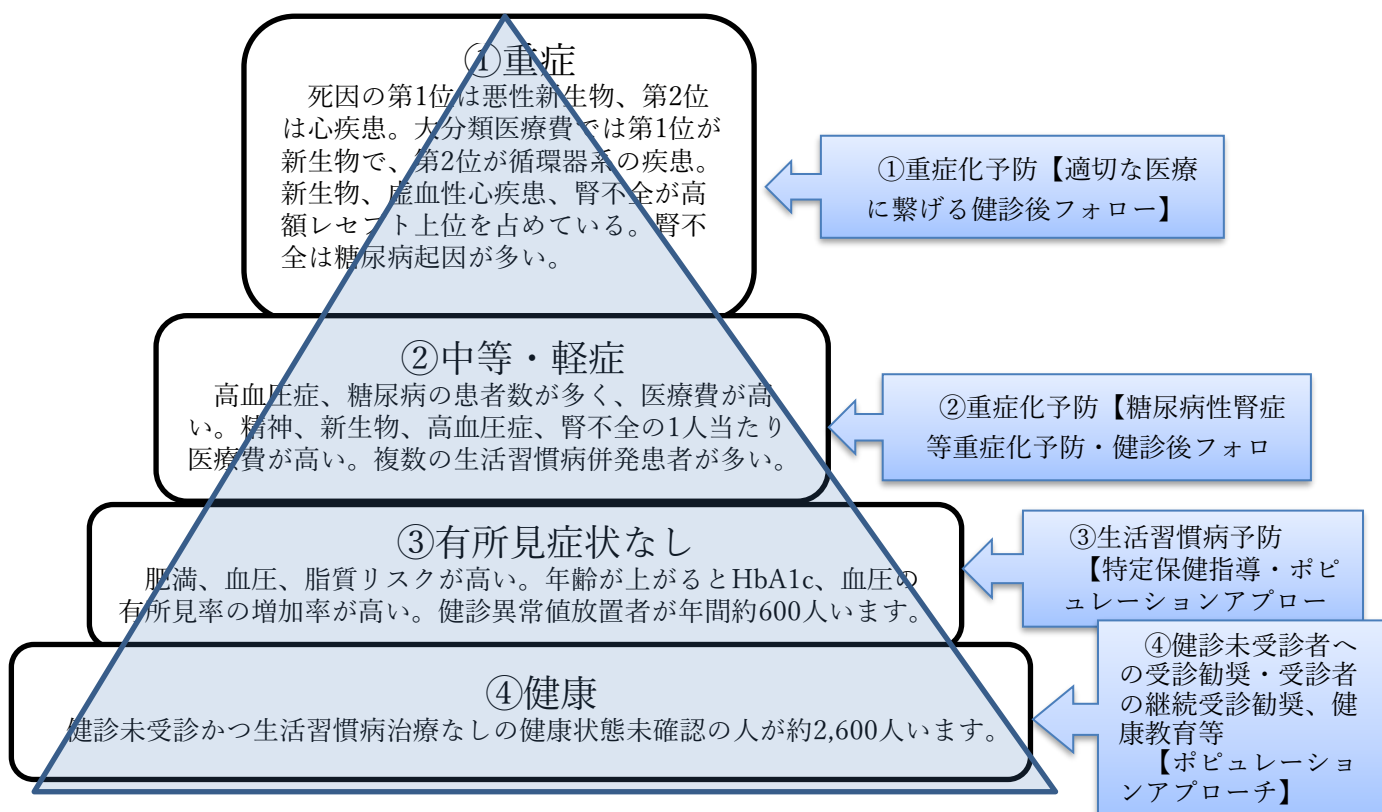 ①重症
死因の第1位は悪性新生物、第2位
は心疾患。大分類医療費では第1位が
新生物で、第2位が循環器系の疾患。
新生物、虚血性心疾患、腎不全が高
額レセプト上位を占めている。腎不
全は糖尿病起因が多い。
①重症化予防【適切な医療
に繋げる健診後フォロー】
②中等・軽症
高血圧症、糖尿病の患者数が多く、医療費が高
い。精神、新生物、高血圧症、腎不全の1人当たり
医療費が高い。複数の生活習慣病併発患者が多い。
②重症化予防【糖尿病性腎症
等重症化予防・健診後フォロ
③有所見症状なし
肥満、血圧、脂質リスクが高い。年齢が上がるとHbA1c、血圧の
有所見率の増加率が高い。健診異常値放置者が年間約600人います。
③生活習慣病予防
【特定保健指導・ポピ
ュレーションアプロー
④健康
健診未受診かつ生活習慣病治療なしの健康状態未確認の人が約2,600人います。
④健診未受診者へ
の受診勧奨・受診者
の継続受診勧奨、健
康教育等
【ポピュレーショ
ンアプローチ】